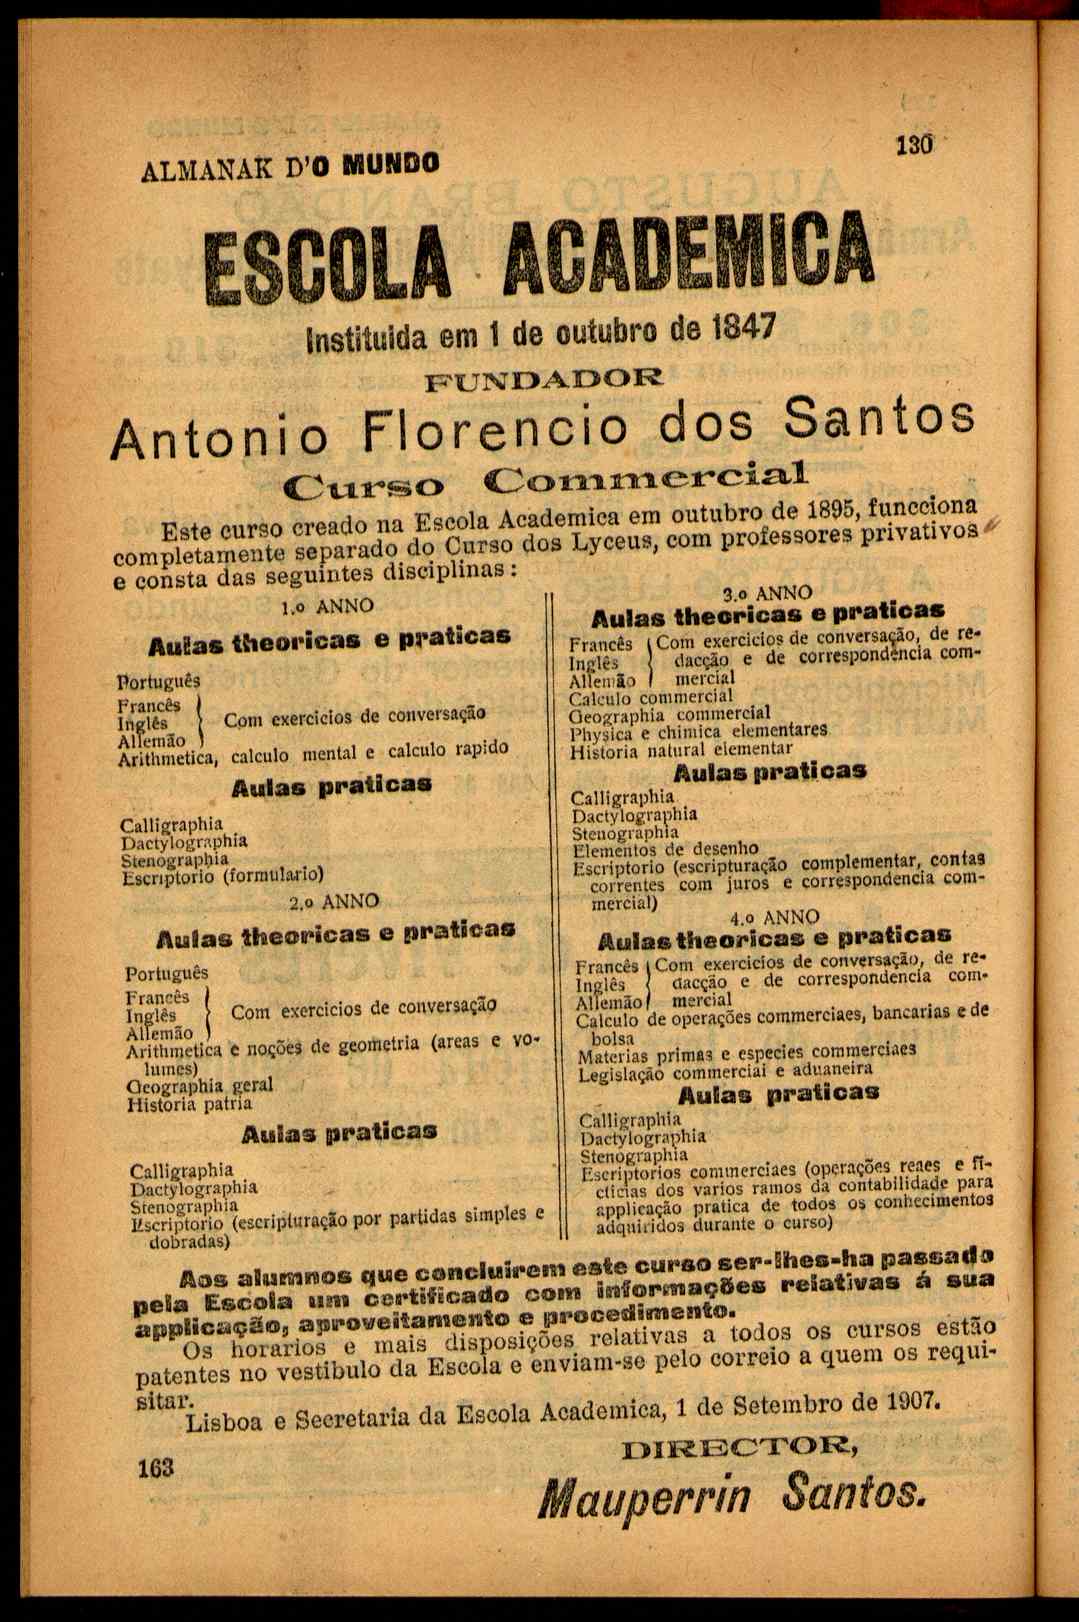 130
ALMANAK D'O MUNDO
ESCOLA ACADEMICA
Instituida em 1 de outubro de 1847
FUNDADOR
Antonio Florencio dos Santos
Curso Commercial
Este curso creado na Escola Academica em outubro de 1895, funcciona
completamente separado do Curso dos Lyceus, com professores privativos
e consta das seguintes disciplinas:
1.º ANNO
Aulas theoricas e praticas
Português
Francês
Inglês
Allemão
Com exercicios de conversação
Arithmetica, calculo mental e calculo rapido
Aulas praticas
Calligraphia
Dactylographia
Stenographia
Escriptorio (formulario)
2.º ANNO
Aulas theoricas e praticas
Português
Francês
Inglês
Allemão
Com exercicios de conversação
Arithmetica e noções de geometria (areas e vo-
lumes)
Geographia geral
Historia patria
Aulas praticas
Calligraphia
Dactylographia
Stenographia
Escriptorio (escripturação por partidas simples e
dobradas)
3.º ANNO
Aulas theoricas e praticas
Francês
Inglês
Allemão
Com exercicios de conversação, de re-
dacção e de correspondencia com-
mercial
Calculo commercial
Geographia commercial
Physica e chimica elementares
Historia natural elementar
Aulas praticas
Calligraphia
Dactylographia
Stenographia
Elementos de desenho
Escriptorio (escripturação complementar, contas
correntes com juros e correspondencia com-
mercial)
4.º ANNO
Aulas theoricas e praticas
Francês
Inglês
Allemão
Com exercicios de conversação, de re-
dacção e de correspondencia com-
mercial
Calculo de operações commerciaes, bancarias e de
bolsa
Materias primas e especies commerciaes
Legislação commercial e aduaneira
Aulas praticas
Calligraphia
Dactylographia
Stenographia
Escriptorios commerciaes (operações reaes e fi-
cticias dos varios ramos da contabilidade para
applicação pratica de todos os conhecimentos
adquiridos durante o curso)
Aos alumnos que concluirem este curso ser-lhes-ha passado
pela Escola um certificado com informações relativas á sua
applicação, aproveitamento e procedimento.
Os horarios e mais disposições relativas a todos os cursos estão
patentes no vestibulo da Escola e enviam-se pelo correio a quem os requi-
sitar.
Lisboa e Secretaria da Escola Academica, 1 de Setembro de 1907.
DIRECTOR,
163
Mauperrin Santos.